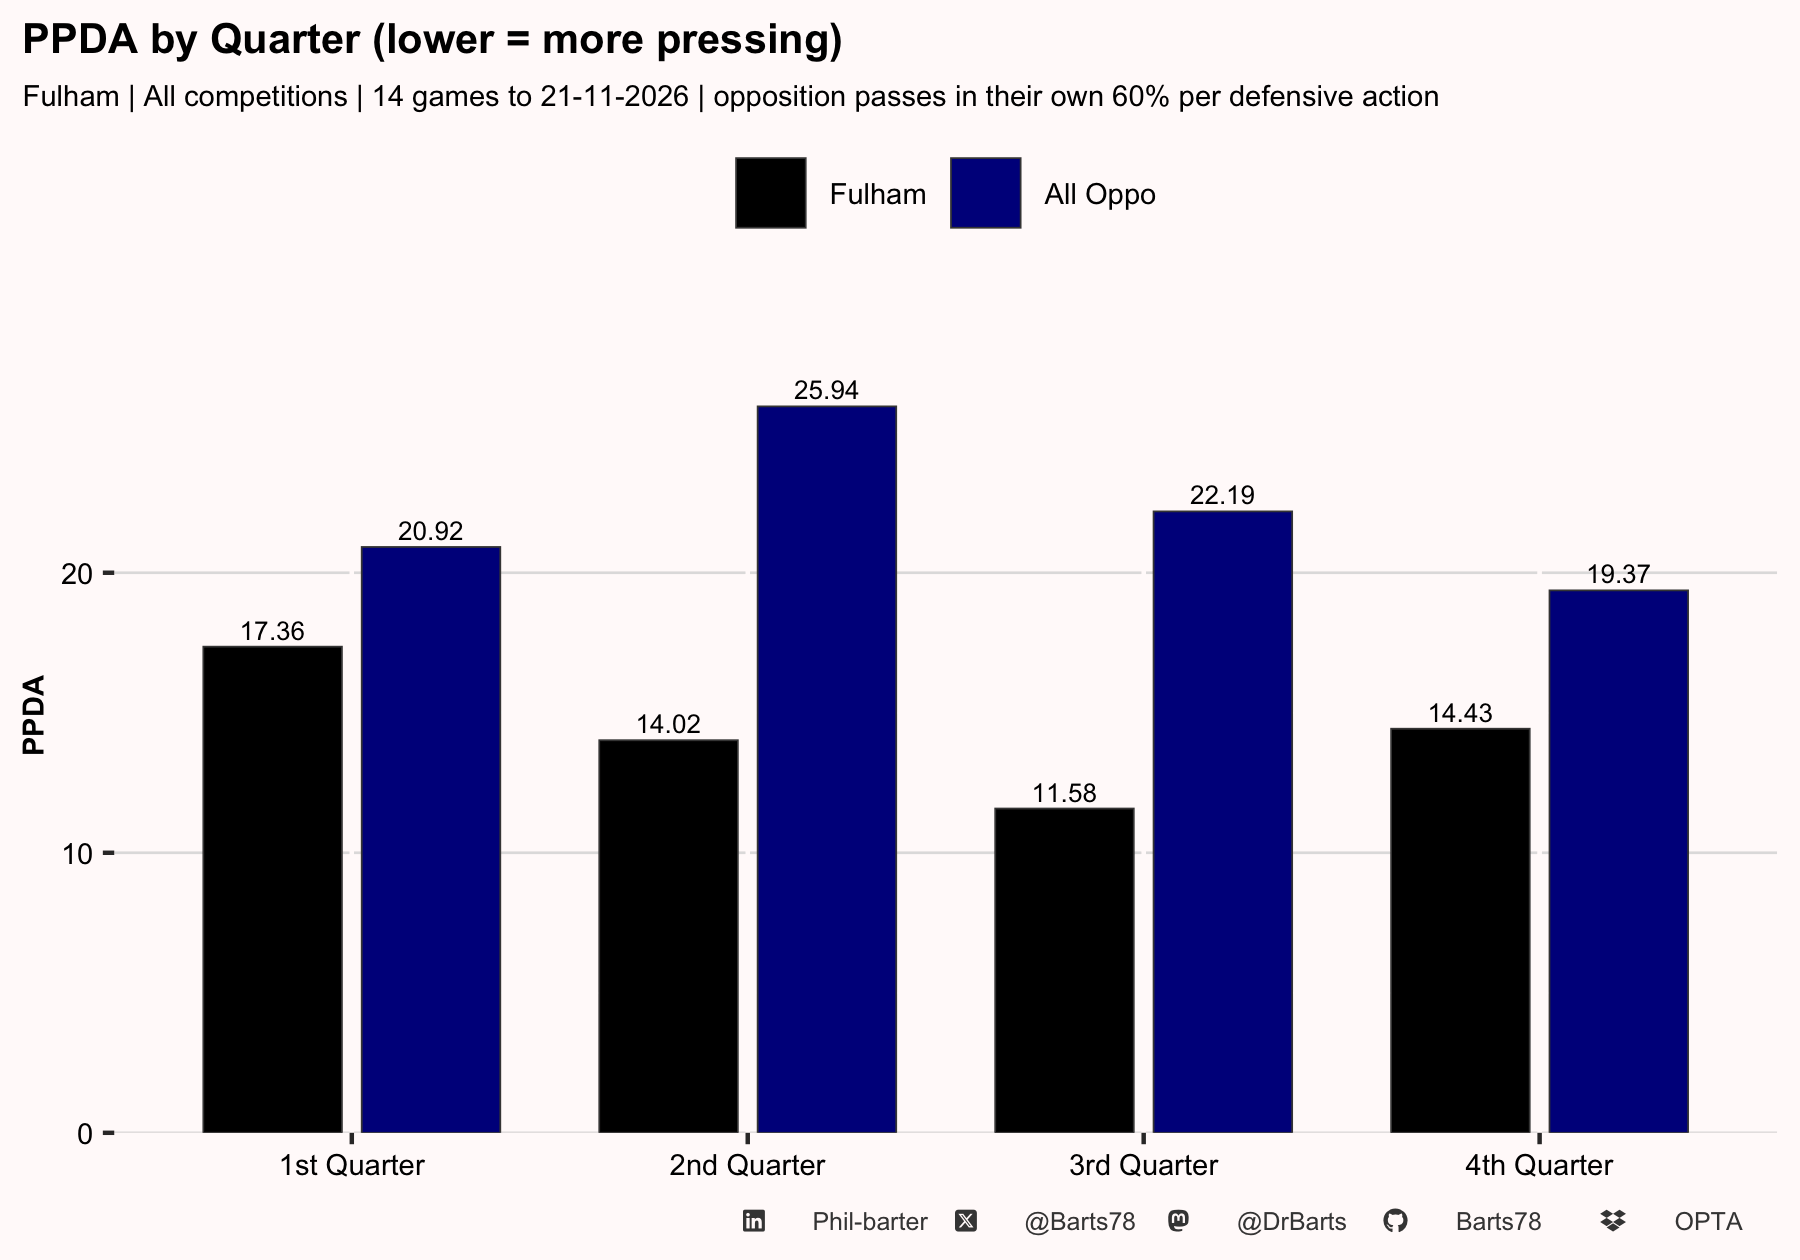 PPDA by Quarter (lower = more pressing)
Fulham | All competitions | 14 games to 21-11-2026 | opposition passes in their own 60% per defensive action
Fulham
All Oppo
25.94
22.19
20.92
20
19.37
17.36
14.02
14.43
11.58
PPDA
10
0
1st Quarter
2nd Quarter
3rd Quarter
4th Quarter
Phil-barter @Barts78 @DrBarts Barts78 OPTA